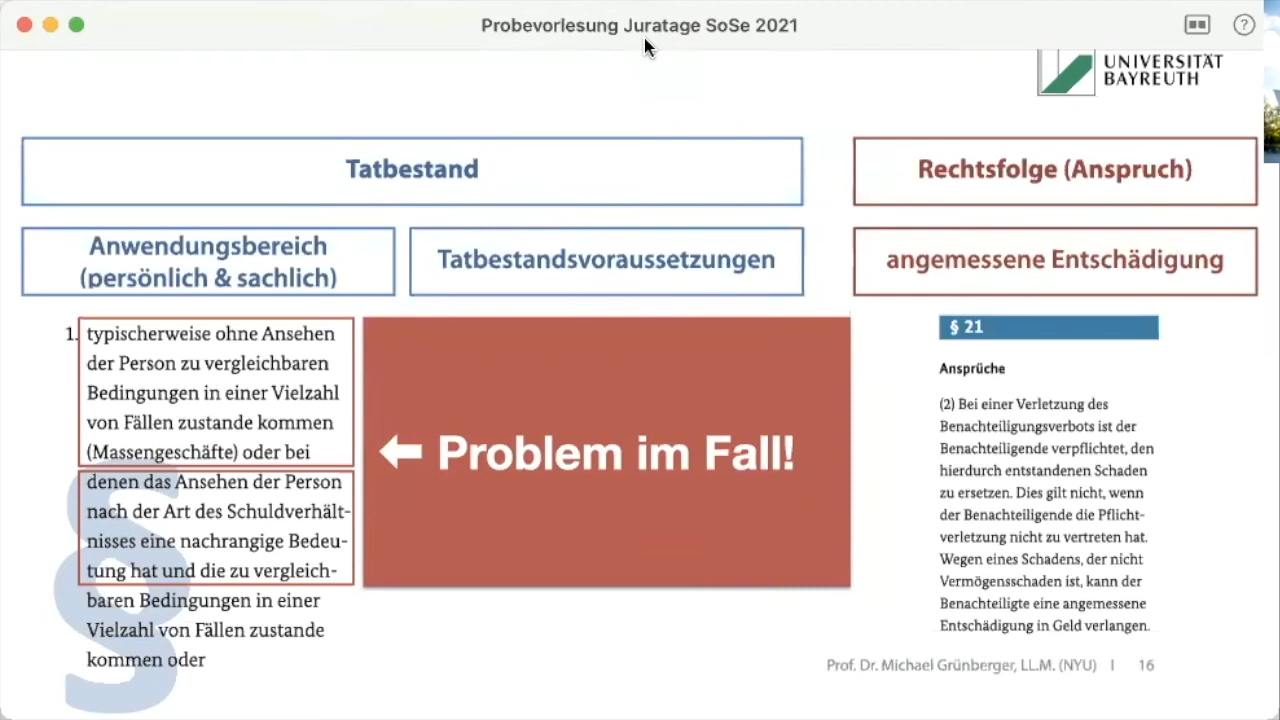 Probevorlesung Juratage SoSe 2021
UNIVERSITÄT
BAYREUTH
Tatbestand
Rechtsfolge (Anspruch)
Anwendungsbereich
(persönlich & sachlich)
Tatbestandsvoraussetzungen
angemessene Entschädigung
1. typischerweise ohne Ansehen
der Person zu vergleichbaren
Bedingungen in einer Vielzahl
von Fällen zustande kommen
(Massengeschäfte) oder bei
denen das Ansehen der Person
nach der Art des Schuldverhält-
nisses eine nachrangige Bedeu-
tung hat und die zu vergleich-
baren Bedingungen in einer
Vielzahl von Fällen zustande
kommen oder
← Problem im Fall!
§ 21
Ansprüche
(2) Bei einer Verletzung des
Benachteiligungsverbots ist der
Benachteiligende verpflichtet, den
hierdurch entstandenen Schaden
zu ersetzen. Dies gilt nicht, wenn
der Benachteiligende die Pflicht-
verletzung nicht zu vertreten hat.
Wegen eines Schadens, der nicht
Vermögensschaden ist, kann der
Benachteiligte eine angemessene
Entschädigung in Geld verlangen.
Prof. Dr. Michael Grünberger, LL.M. (NYU) I 16
§